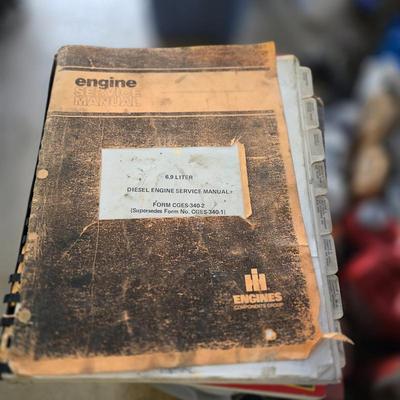 engine
SERVICE
MANUAL
6.9 LITER
DIESEL ENGINE SERVICE MANUAL
FORM CGES-340-2
(Supersedes Form No. CGES-340-1)
IH
ENGINES
COMPONENTS GROUP